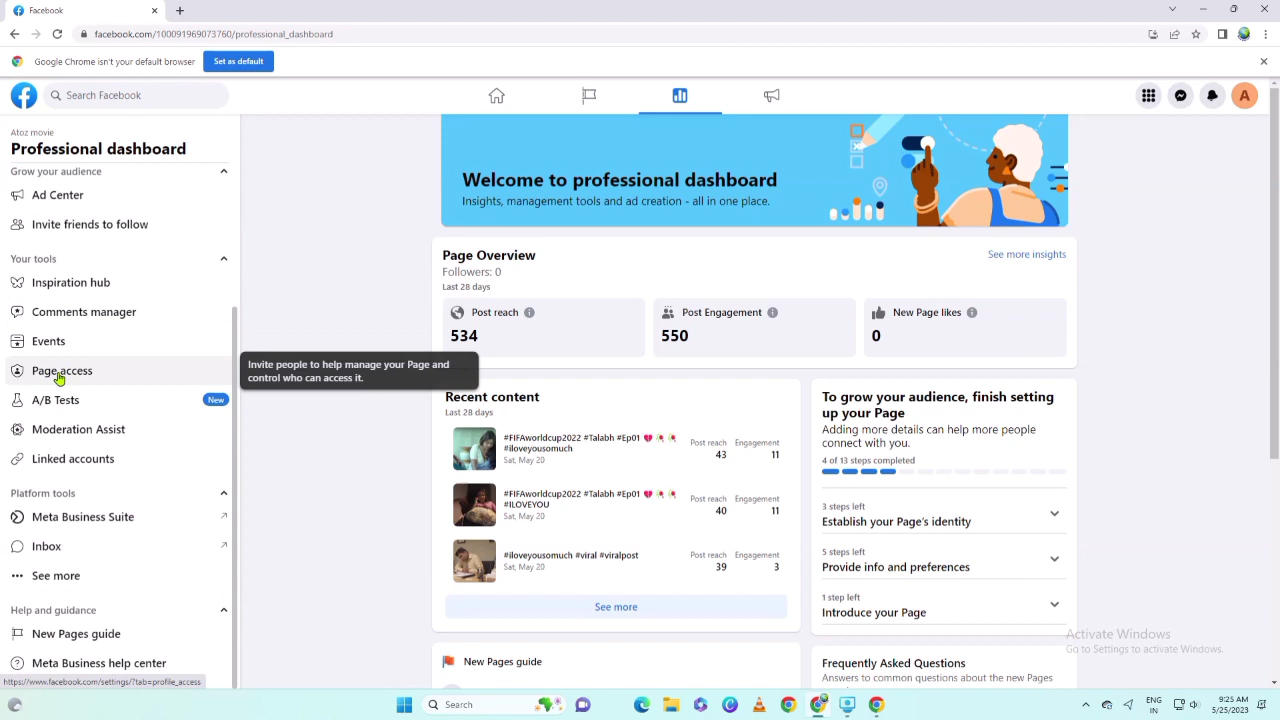 Facebook
facebook.com/100091969073760/professional_dashboard
Google Chrome isn't your default browser
Set as default
Search Facebook
A
Atoz movie
Professional dashboard
Grow your audience
Ad Center
Invite friends to follow
Your tools
Inspiration hub
Comments manager
Events
Page access
A/B Tests
New
Moderation Assist
Linked accounts
Platform tools
Meta Business Suite
Inbox
See more
Help and guidance
New Pages guide
Meta Business help center
https://www.facebook.com/settings/?tab=profile_access
Invite people to help manage your Page and
control who can access it.
Welcome to professional dashboard
Insights, management tools and ad creation - all in one place.
Page Overview
See more insights
Followers: 0
Last 28 days
Post reach
534
Post Engagement
550
New Page likes
0
Recent content
Last 28 days
#FIFAworldcup2022 #Talabh #Ep01 💔 🥀 🥀
#iloveyousomuch
Sat, May 20
Post reach
43
Engagement
11
#FIFAworldcup2022 #Talabh #Ep01 💔 🥀 🥀
#ILOVEYOU
Sat, May 20
Post reach
40
Engagement
11
#iloveyousomuch #viral #viralpost
Sat, May 20
Post reach
39
Engagement
3
See more
New Pages guide
To grow your audience, finish setting
up your Page
Adding more details can help more people
connect with you.
4 of 13 steps completed
3 steps left
Establish your Page's identity
5 steps left
Provide info and preferences
1 step left
Introduce your Page
Frequently Asked Questions
Answers to common questions about the new Pages
Activate Windows
Go to Settings to activate Windows.
Search
ENG
IN
9:25 AM
5/25/2023